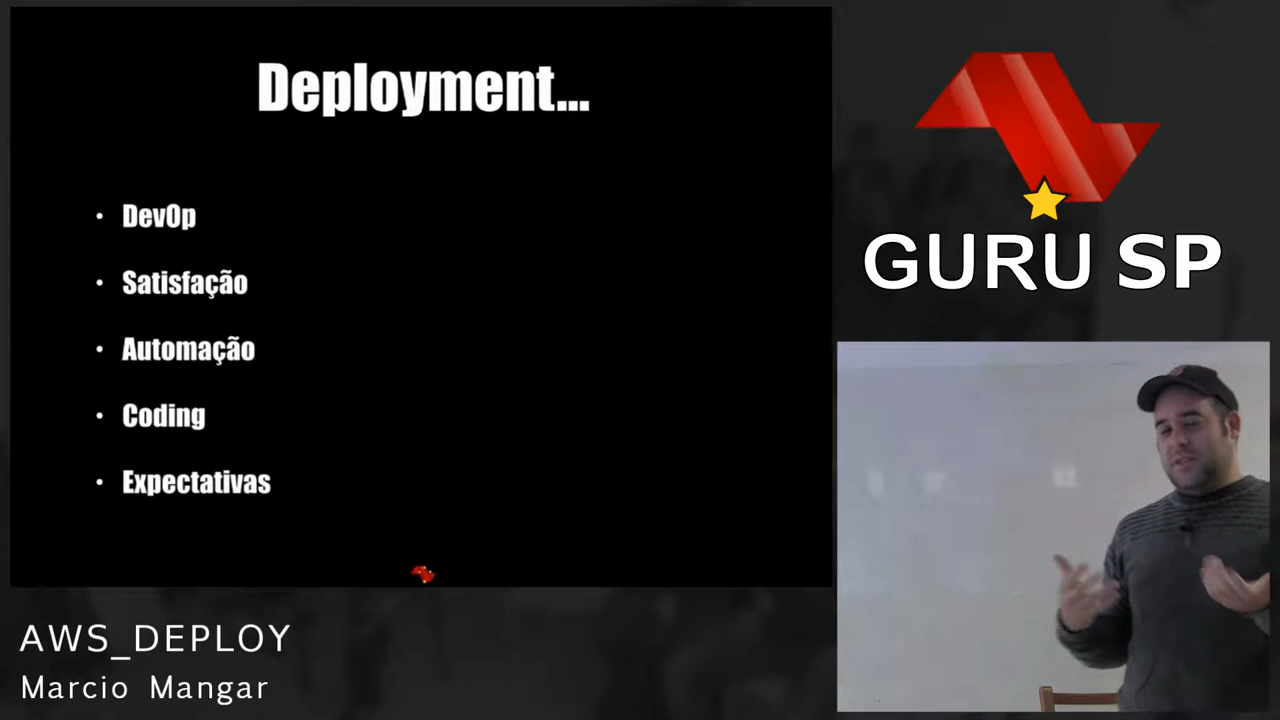 Deployment...
• DevOp
• Satisfação
• Automação
• Coding
• Expectativas
GURU SP
AWS_DEPLOY
Marcio Mangar